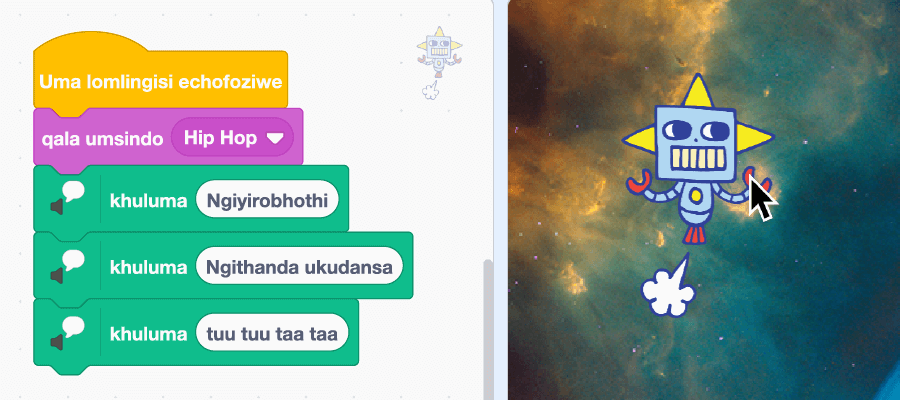 Uma lomlingisi echofoziwe
qala umsindo Hip Hop
khuluma Ngiyirobhothi
khuluma Ngithanda ukudansa
khuluma tuu tuu taa taa